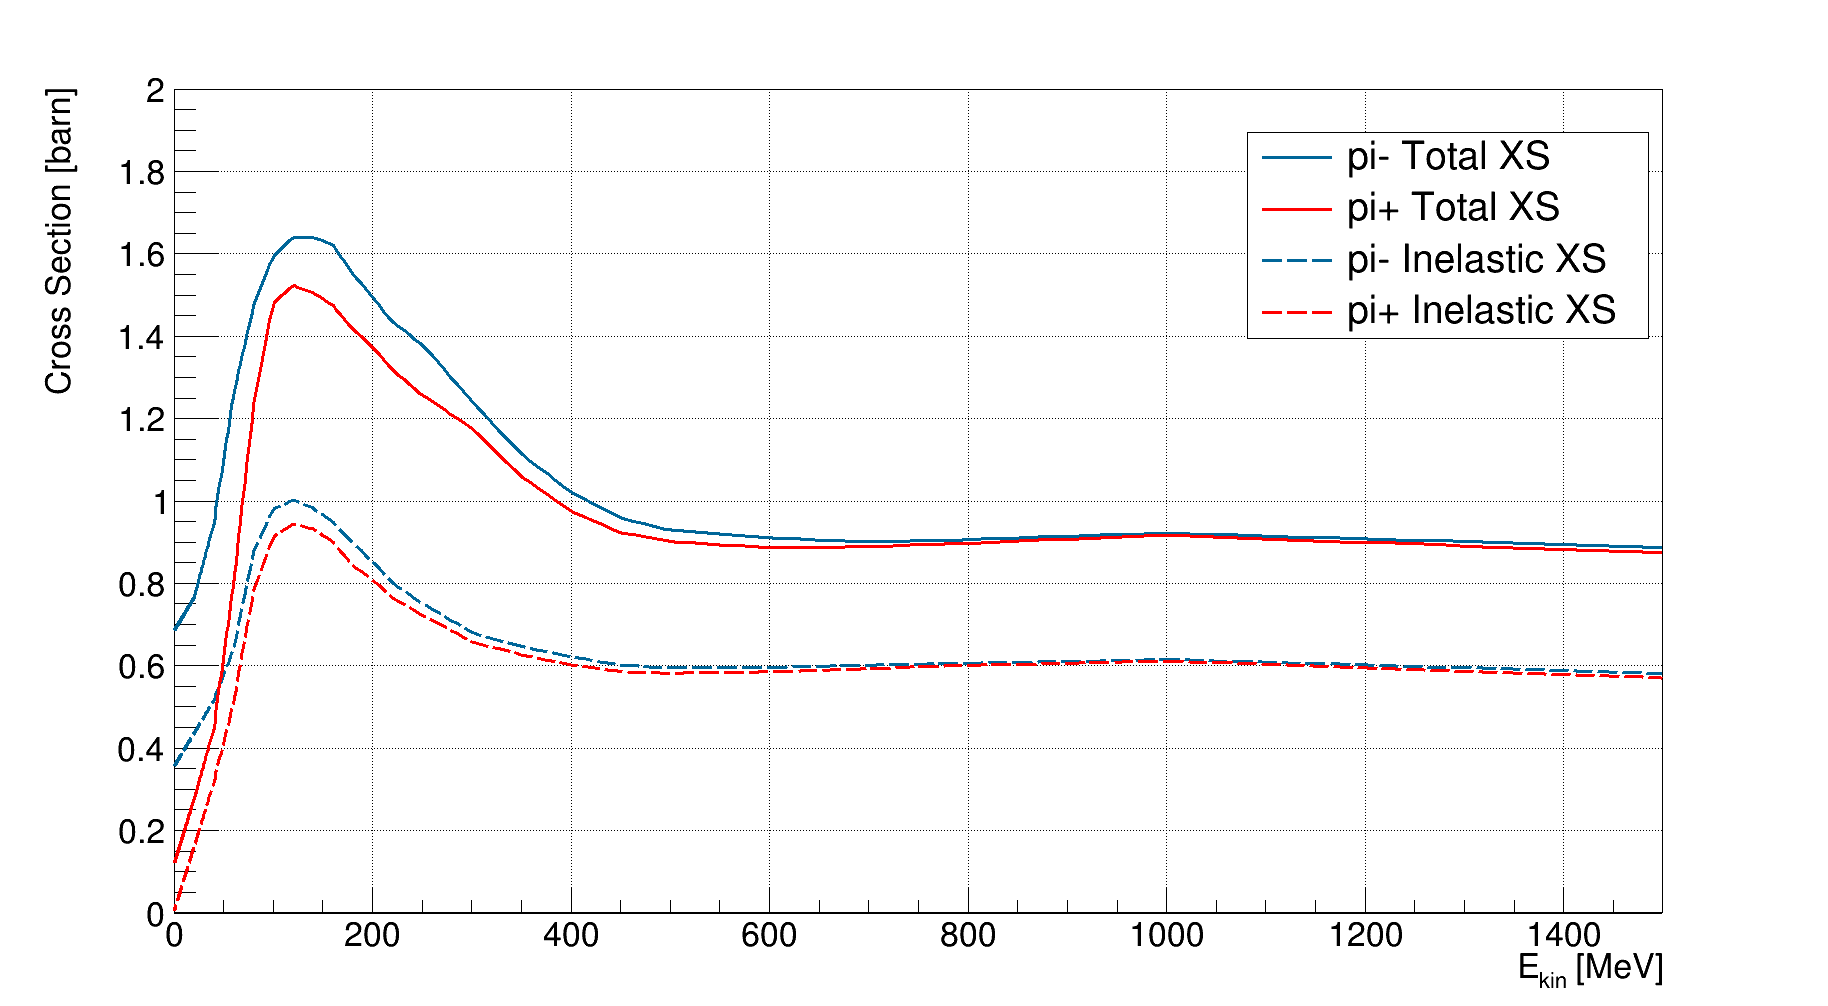 Cross Section [barn]
2
1.8
1.6
1.4
1.2
1
0.8
0.6
0.4
0.2
0
pi- Total XS
pi+ Total XS
pi- Inelastic XS
pi+ Inelastic XS
0 200 400 600 800 1000 1200 1400
E_kin [MeV]